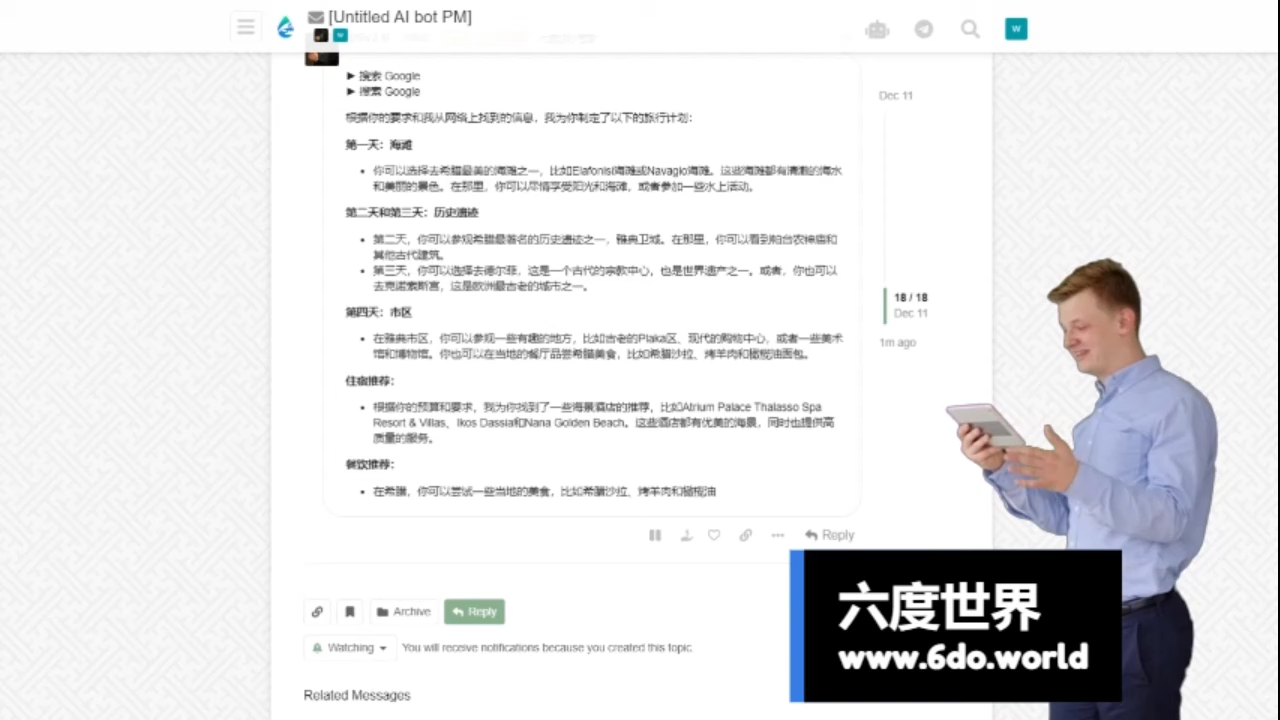 [Untitled AI bot PM]
w
w
▶ 搜索 Google
▶ 搜索 Google
根据你的要求和我从网络上找到的信息，我为你制定了以下的旅行计划：
第一天：海滩
• 你可以选择去希腊最美的海滩之一，比如Elafonisi海滩或Navagio海滩。这些海滩都有清澈的海水
和美丽的景色。在那里，你可以尽情享受阳光和海滩，或者参加一些水上活动。
第二天和第三天：历史遗迹
• 第二天，你可以参观希腊最著名的历史遗迹之一，雅典卫城。在那里，你可以看到帕台农神庙和
其他古代建筑。
• 第三天，你可以选择去德尔菲，这是一个古代的宗教中心，也是世界遗产之一。或者，你也可以
去克诺索斯宫，这是欧洲最古老的城市之一。
第四天：市区
• 在雅典市区，你可以参观一些有趣的地方，比如古老的Plaka区、现代的购物中心，或者一些美术
馆和博物馆。你也可以在当地的餐厅品尝希腊美食，比如希腊沙拉、烤羊肉和橄榄油面包。
住宿推荐：
• 根据你的预算和要求，我为你找到了一些海景酒店的推荐，比如Atrium Palace Thalasso Spa
Resort & Villas、Ikos Dassia和Nana Golden Beach。这些酒店都有优美的海景，同时也提供高
质量的服务。
餐饮推荐：
• 在希腊，你可以尝试一些当地的美食，比如希腊沙拉、烤羊肉和橄榄油
Dec 11
18 / 18
Dec 11
1m ago
Reply
Archive
Reply
Watching
You will receive notifications because you created this topic.
Related Messages
六度世界
www.6do.world